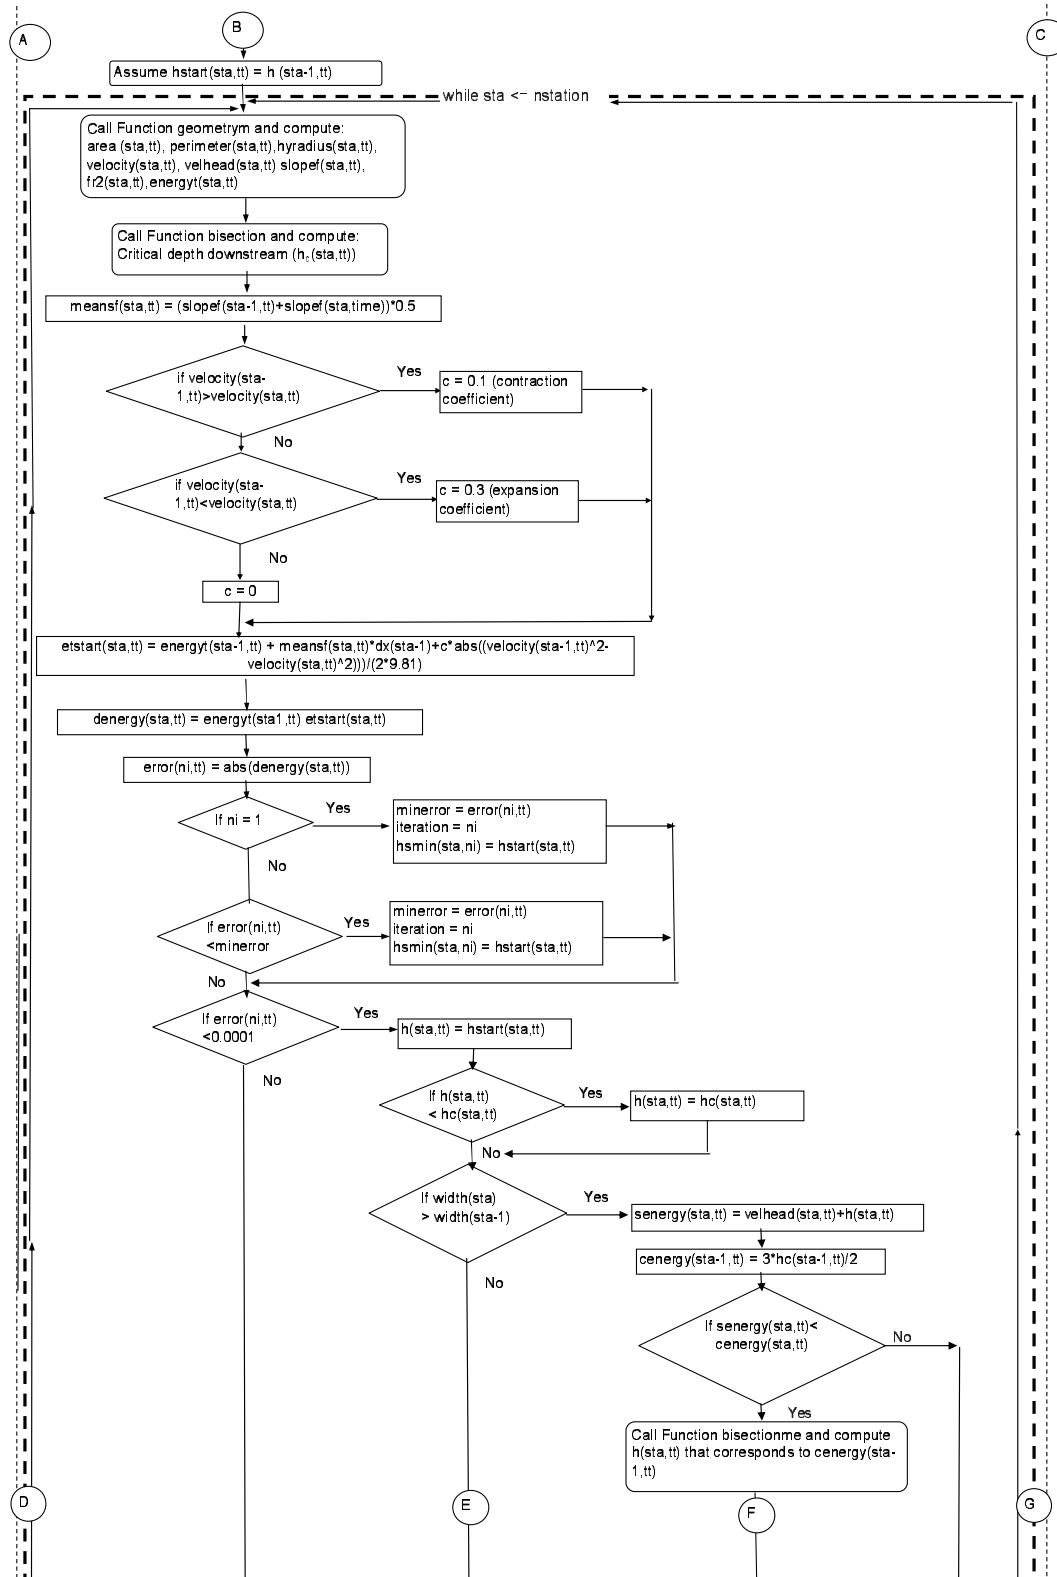 A
B
C
Assume hstart(sta,tt) = h (sta-1,tt)
while sta <= nstation
Call Function geometrym and compute:
area (sta,tt), perimeter(sta,tt),hyradius(sta,tt),
velocity(sta,tt), velhead(sta,tt) slopef(sta,tt),
fr2(sta,tt),energyt(sta,tt)
Call Function bisection and compute:
Critical depth downstream (hc(sta,tt))
meansf(sta,tt) = (slopef(sta-1,tt)+slopef(sta,time))*0.5
if velocity(sta-
1,tt)>velocity(sta,tt)
Yes
c = 0.1 (contraction
coefficient)
No
if velocity(sta-
1,tt)<velocity(sta,tt)
Yes
c = 0.3 (expansion
coefficient)
No
c = 0
etstart(sta,tt) = energyt(sta-1,tt) + meansf(sta,tt)*dx(sta-1)+c*abs((velocity(sta-1,tt)^2-
velocity(sta,tt)^2)))/(2*9.81)
denergy(sta,tt) = energyt(sta1,tt) etstart(sta,tt)
error(ni,tt) = abs(denergy(sta,tt))
If ni = 1
Yes
minerror = error(ni,tt)
iteration = ni
hsmin(sta,ni) = hstart(sta,tt)
No
If error(ni,tt)
<minerror
Yes
minerror = error(ni,tt)
iteration = ni
hsmin(sta,ni) = hstart(sta,tt)
No
If error(ni,tt)
<0.0001
Yes
h(sta,tt) = hstart(sta,tt)
No
If h(sta,tt)
< hc(sta,tt)
Yes
h(sta,tt) = hc(sta,tt)
No
If width(sta)
> width(sta-1)
Yes
senergy(sta,tt) = velhead(sta,tt)+h(sta,tt)
No
cenergy(sta-1,tt) = 3*hc(sta-1,tt)/2
If senergy(sta,tt)<
cenergy(sta,tt)
No
Yes
Call Function bisectionme and compute
h(sta,tt) that corresponds to cenergy(sta-
1,tt)
D
E
F
G